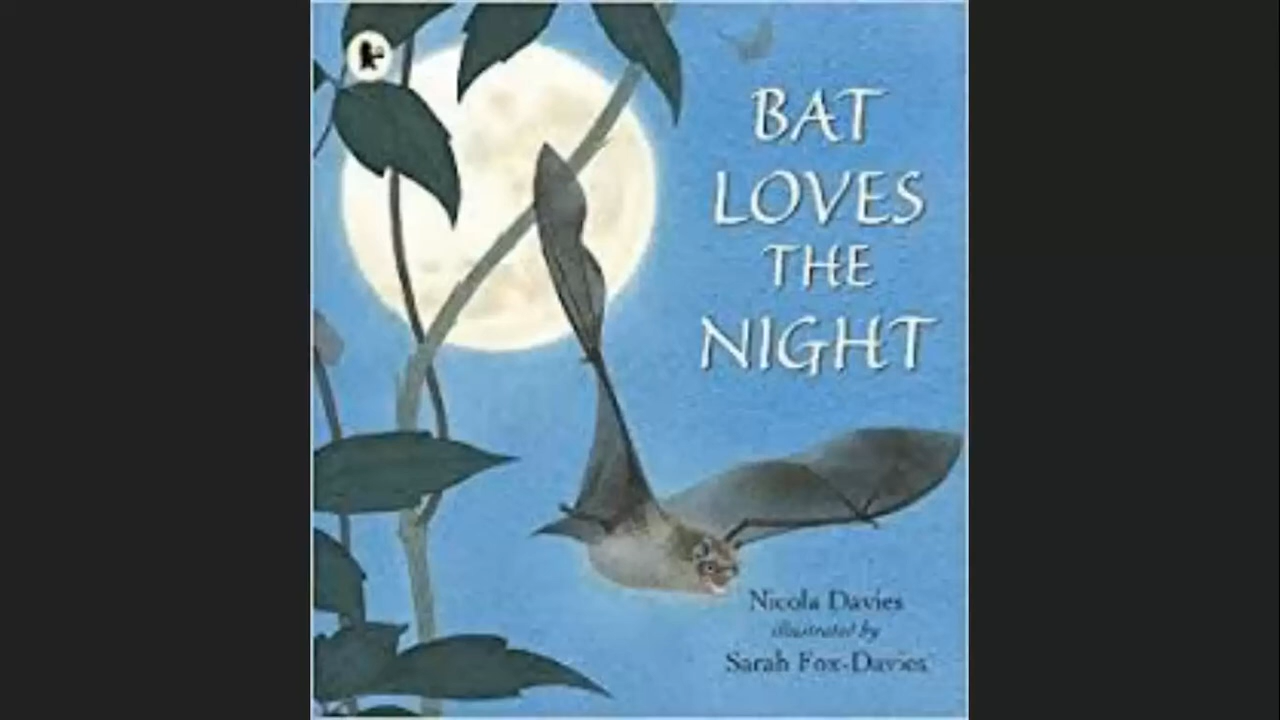 BAT
LOVES
THE
NIGHT
Nicola Davies
illustrated by
Sarah Fox-Davies